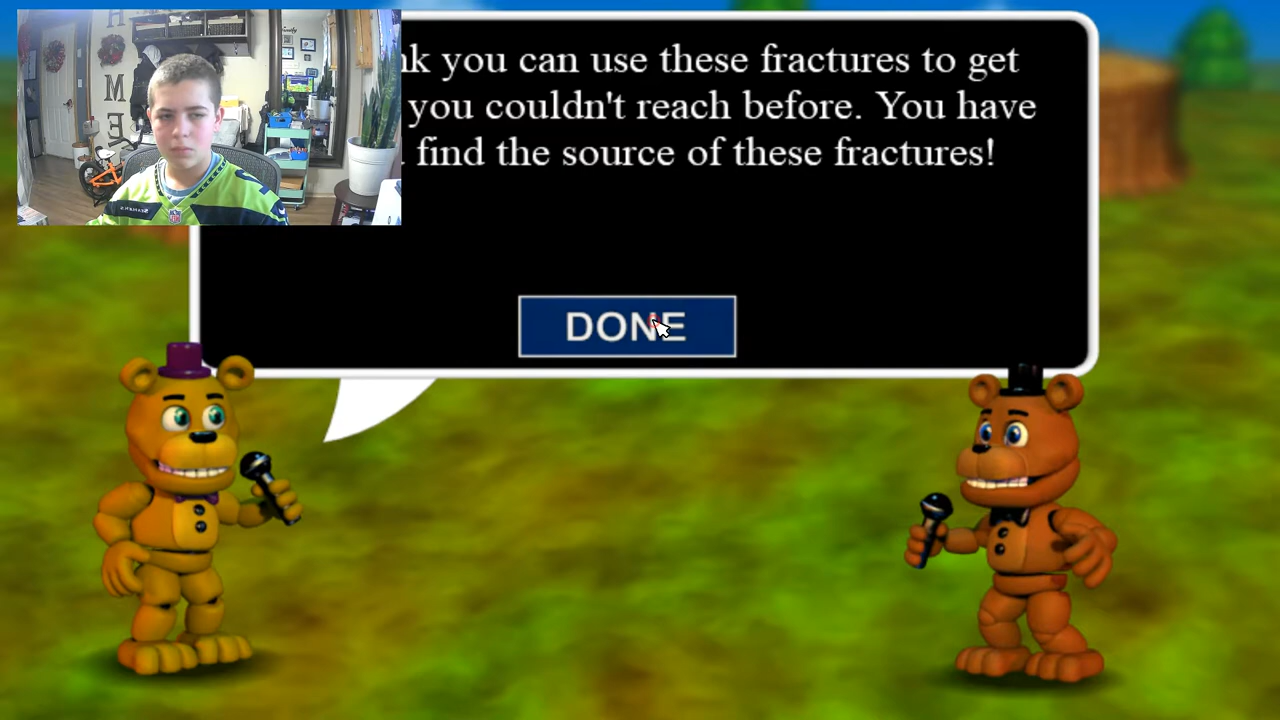 H
M
E
you can use these fractures to get
you couldn't reach before. You have
find the source of these fractures!
DONE